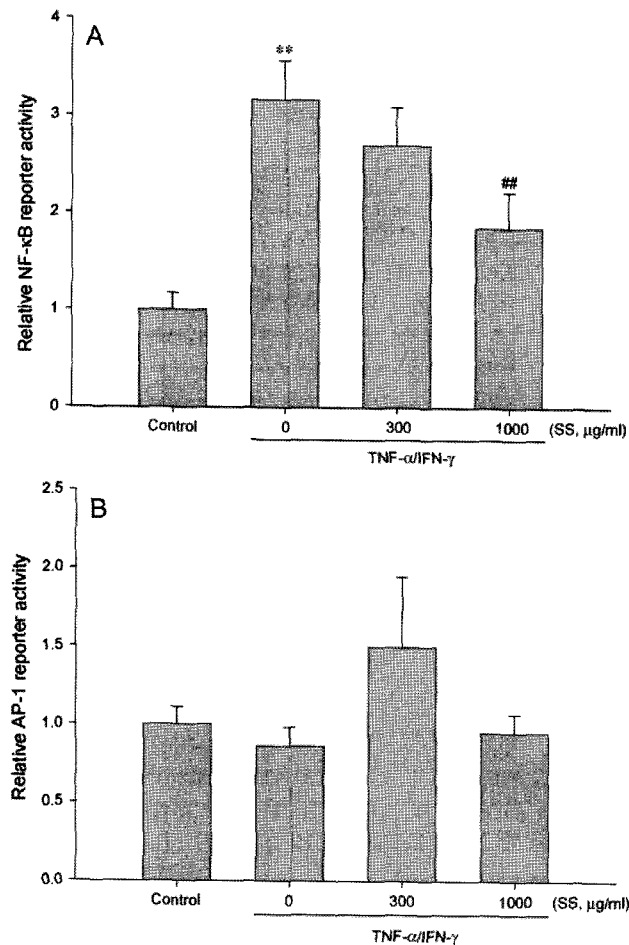 A
Relative NF-κB reporter activity
4
3
2
1
0
**
##
Control
0
300
1000
(SS, μg/ml)
TNF-α/IFN-γ
B
Relative AP-1 reporter activity
2.5
2.0
1.5
1.0
0.5
0.0
Control
0
300
1000
(SS, μg/ml)
TNF-α/IFN-γ